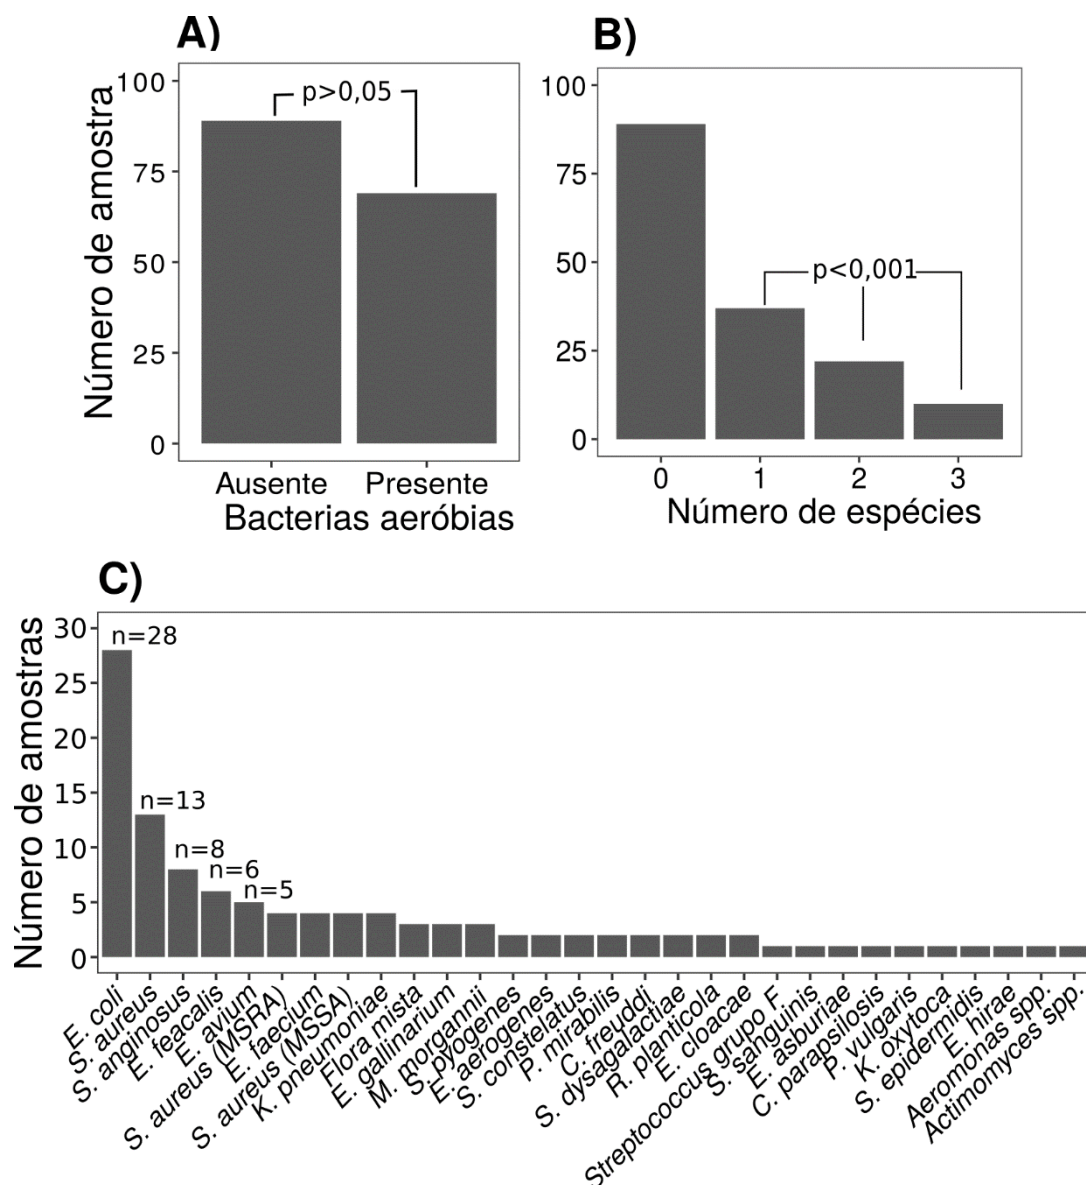 A)
Número de amostra
100
75
50
25
0
p>0,05
Ausente Presente
Bacterias aeróbias
B)
100
75
50
25
0
p<0,001
0 1 2 3
Número de espécies
C)
Número de amostras
30
25
20
15
10
5
0
n=28
n=13
n=8
n=6
n=5
E. coli
S. aureus
S. anginosus
E. feacalis
E. avium
S. aureus (MSRA)
E. faecium
S. aureus (MSSA)
K. pneumoniae
Flora mista
E. gallinarium
M. morgannii
S. pyogenes
E. aerogenes
S. constelatus
P. mirabilis
C. freuddi
S. dysagalactiae
R. planticola
E. cloacae
Streptococcus grupo F.
S. sanguinis
E. asburiae
C. parapsilosis
P. vulgaris
K. oxytoca
S. epidermidis
E. hirae
Aeromonas spp.
Actimomyces spp.